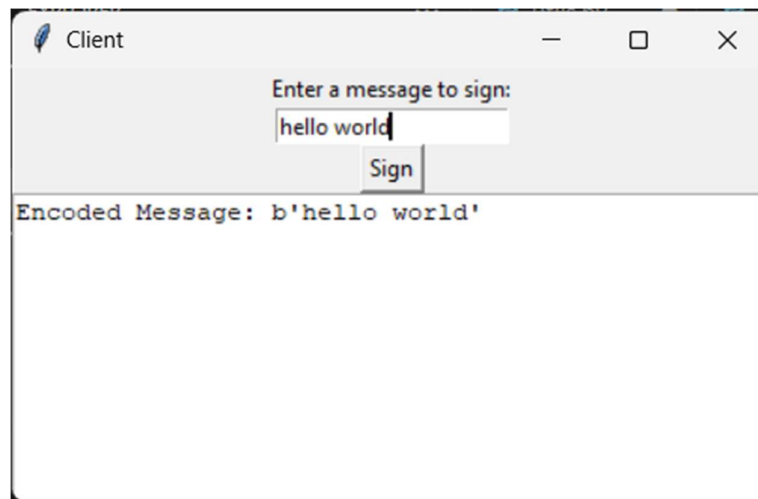 Client
Enter a message to sign:
hello world
Sign
Encoded Message: b'hello world'